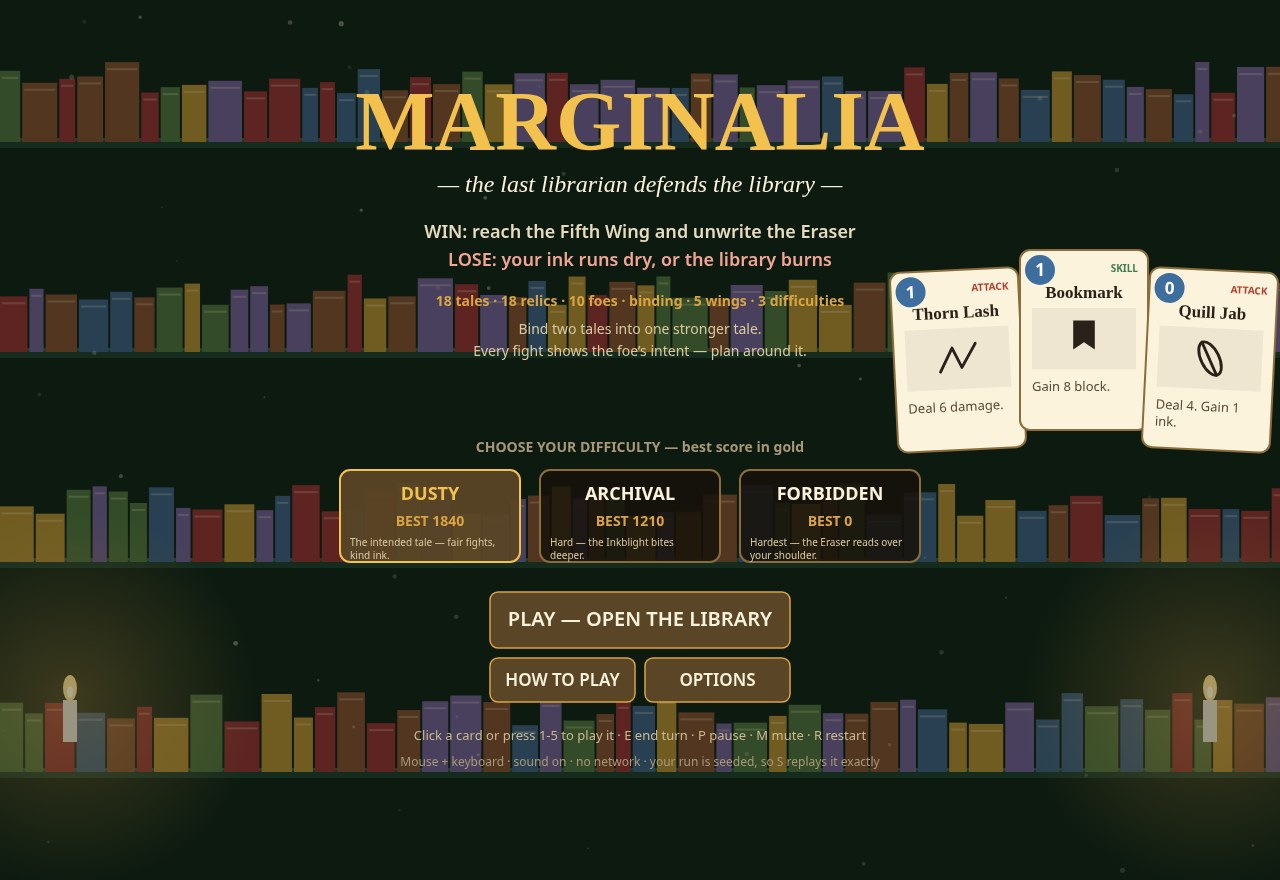 MARGINALIA
— the last librarian defends the library —
WIN: reach the Fifth Wing and unwrite the Eraser
LOSE: your ink runs dry, or the library burns
18 tales · 18 relics · 10 foes · binding · 5 wings · 3 difficulties
Bind two tales into one stronger tale.
Every fight shows the foe's intent — plan around it.
1
ATTACK
Thorn Lash
Deal 6 damage.
1
SKILL
Bookmark
Gain 8 block.
0
ATTACK
Quill Jab
Deal 4. Gain 1
ink.
CHOOSE YOUR DIFFICULTY — best score in gold
DUSTY
BEST 1840
The intended tale — fair fights,
kind ink.
ARCHIVAL
BEST 1210
Hard — the Inkblight bites
deeper.
FORBIDDEN
BEST 0
Hardest — the Eraser reads over
your shoulder.
PLAY — OPEN THE LIBRARY
HOW TO PLAY
OPTIONS
Click a card or press 1-5 to play it · E end turn · P pause · M mute · R restart
Mouse + keyboard · sound on · no network · your run is seeded, so S replays it exactly